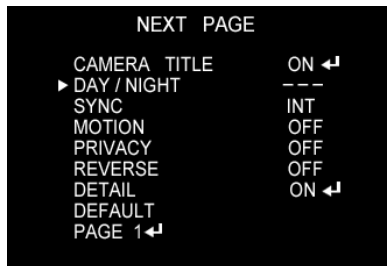 NEXT PAGE
CAMERA TITLE ON ↵
▶ DAY / NIGHT ---
SYNC INT
MOTION OFF
PRIVACY OFF
REVERSE OFF
DETAIL ON ↵
DEFAULT
PAGE 1↵